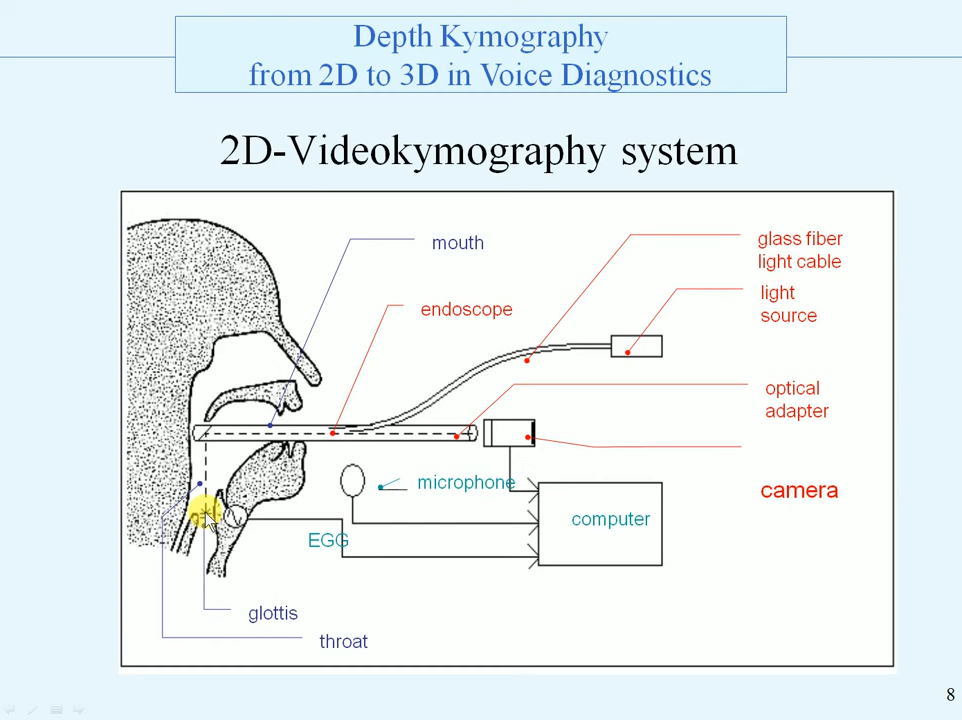 Depth Kymography
from 2D to 3D in Voice Diagnostics
2D-Videokymography system
mouth
glass fiber
light cable
light
source
endoscope
optical
adapter
microphone
camera
computer
EGG
glottis
throat
8